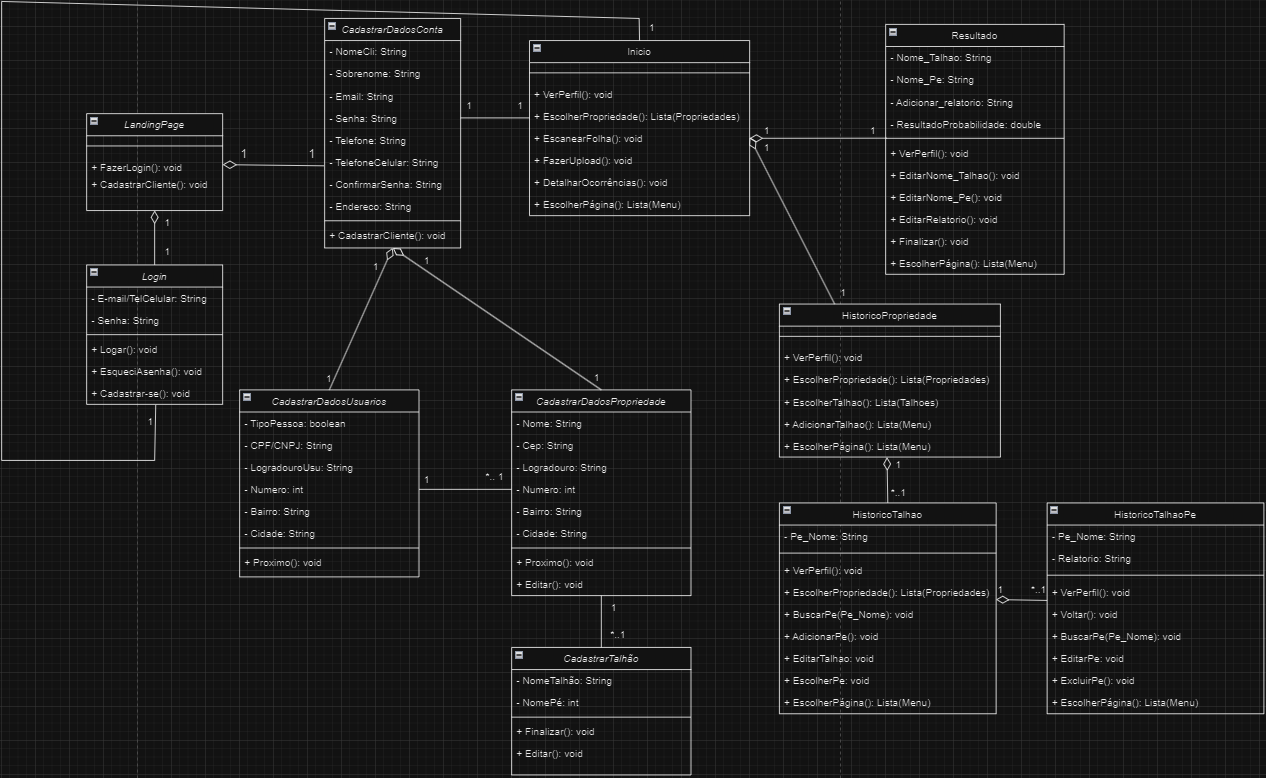 CadastrarDadosConta
- NomeCli: String
- Sobrenome: String
- Email: String
- Senha: String
- Telefone: String
- TelefoneCelular: String
- ConfirmarSenha: String
- Endereco: String
+ CadastrarCliente(): void
1
Inicio
+ VerPerfil(): void
+ EscolherPropriedade(): Lista(Propriedades)
+ EscanearFolha(): void
+ FazerUpload(): void
+ DetalharOcorrências(): void
+ EscolherPágina(): Lista(Menu)
1
1
Resultado
- Nome_Talhao: String
- Nome_Pe: String
- Adicionar_relatorio: String
- ResultadoProbabilidade: double
+ VerPerfil(): void
+ EditarNome_Talhao(): void
+ EditarNome_Pe(): void
+ EditarRelatorio(): void
+ Finalizar(): void
+ EscolherPágina(): Lista(Menu)
1
1
1
1
LandingPage
+ FazerLogin(): void
+ CadastrarCliente(): void
1
1
1
1
Login
- E-mail/TelCelular: String
- Senha: String
+ Logar(): void
+ EsqueciAsenha(): void
+ Cadastrar-se(): void
1
1
1
1
1
CadastrarDadosUsuarios
- TipoPessoa: boolean
- CPF/CNPJ: String
- LogradouroUsu: String
- Numero: int
- Bairro: String
- Cidade: String
+ Proximo(): void
1
*.. 1
CadastrarDadosPropriedade
- Nome: String
- Cep: String
- Logradouro: String
- Numero: int
- Bairro: String
- Cidade: String
+ Proximo(): void
+ Editar(): void
1
*..1
CadastrarTalhão
- NomeTalhão: String
- NomePé: int
+ Finalizar(): void
+ Editar(): void
HistoricoPropriedade
+ VerPerfil(): void
+ EscolherPropriedade(): Lista(Propriedades)
+ EscolherTalhao(): Lista(Talhoes)
+ AdicionarTalhao(): Lista(Menu)
+ EscolherPágina(): Lista(Menu)
1
*..1
HistoricoTalhao
- Pe_Nome: String
+ VerPerfil(): void
+ EscolherPropriedade(): Lista(Propriedades)
+ BuscarPe(Pe_Nome): void
+ AdicionarPe(): void
+ EditarTalhao: void
+ EscolherPe: void
+ EscolherPágina(): Lista(Menu)
1
*..1
HistoricoTalhaoPe
- Pe_Nome: String
- Relatorio: String
+ VerPerfil(): void
+ Voltar(): void
+ BuscarPe(Pe_Nome): void
+ EditarPe: void
+ ExcluirPe(): void
+ EscolherPágina(): Lista(Menu)